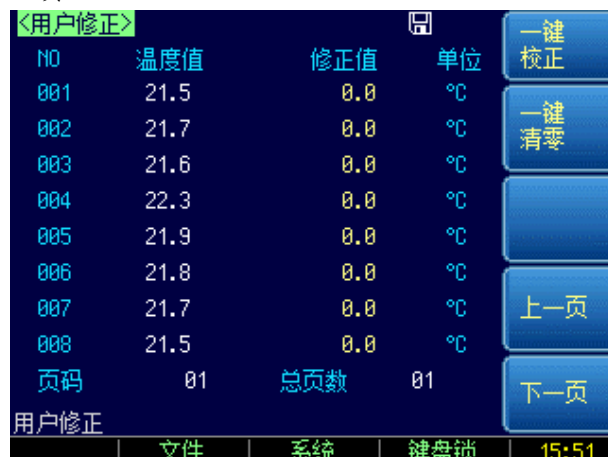 <用户修正>
NO 温度值 修正值 单位
001 21.5 0.0 ℃
002 21.7 0.0 ℃
003 21.6 0.0 ℃
004 22.3 0.0 ℃
005 21.9 0.0 ℃
006 21.8 0.0 ℃
007 21.7 0.0 ℃
008 21.5 0.0 ℃
页码 01 总页数 01
用户修正
文件 系统 键盘锁 15:51
一键
校正
一键
清零
上一页
下一页